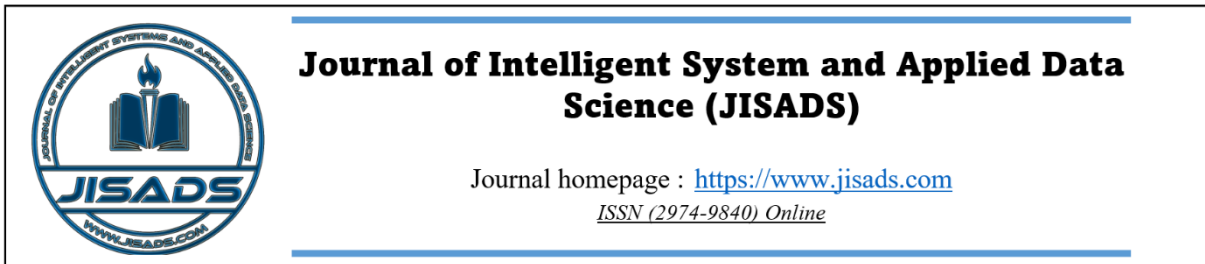 JOURNAL OF INTELLIGENT SYSTEMS AND APPLIED DATA SCIENCE
JISADS
WWW.JISADS.COM
Journal of Intelligent System and Applied Data
Science (JISADS)
Journal homepage : https://www.jisads.com
ISSN (2974-9840) Online